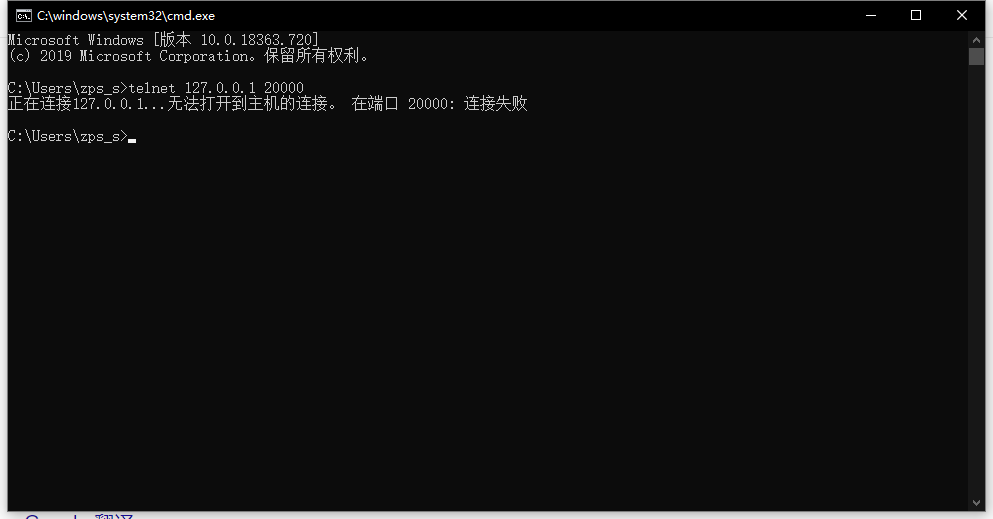 C:\windows\system32\cmd.exe
Microsoft Windows [版本 10.0.18363.720]
(c) 2019 Microsoft Corporation。保留所有权利。
C:\Users\zps_s>telnet 127.0.0.1 20000
正在连接127.0.0.1...无法打开到主机的连接。 在端口 20000: 连接失败
C:\Users\zps_s>